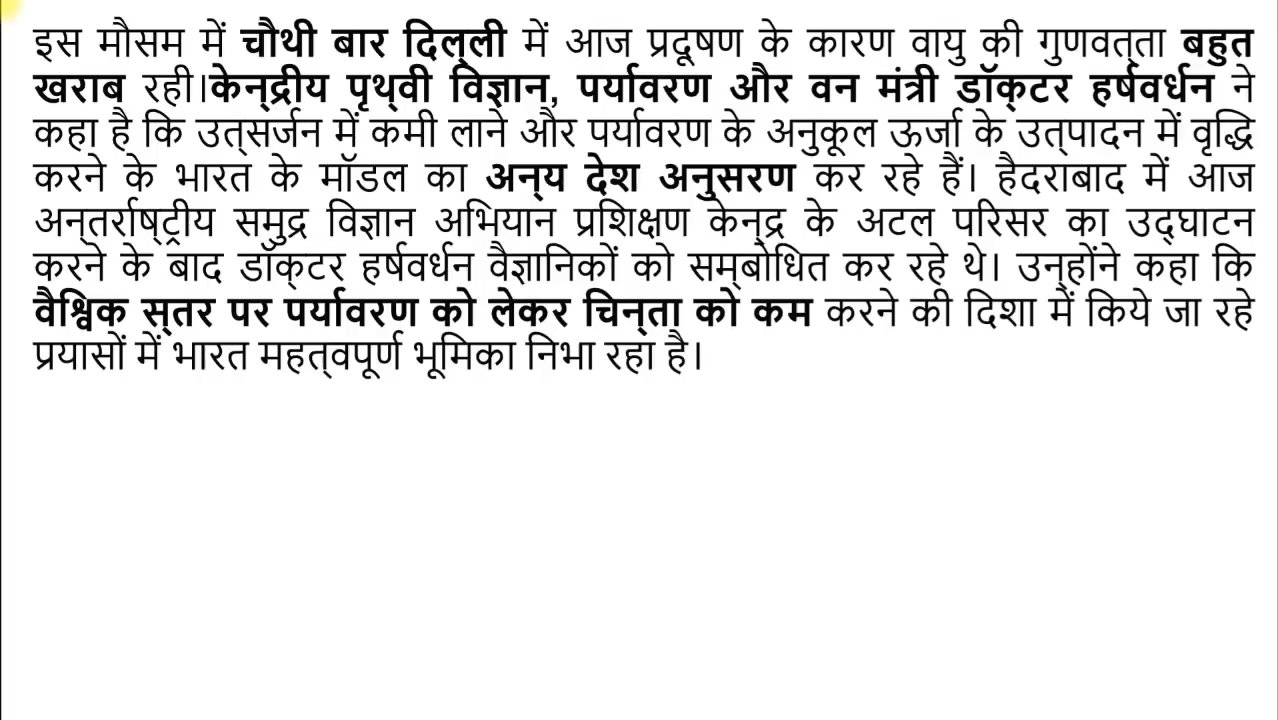 इस मौसम में चौथी बार दिल्‌ली में आज प्रदूषण के कारण वायु की गुणवत्‌ता बहुत
खराब रही।केन्‌द्रीय पृथ्‌वी विज्ञान, पर्यावरण और वन मंत्री डॉक्‌टर हर्षवर्धन ने
कहा है कि उत्‌सर्जन में कमी लाने और पर्यावरण के अनुकूल ऊर्जा के उत्‌पादन में वृद्धि
करने के भारत के मॉडल का अन्‌य देश अनुसरण कर रहे हैं। हैदराबाद में आज
अन्‌तर्राष्‌ट्रीय समुद्र विज्ञान अभियान प्रशिक्षण केन्‌द्र के अटल परिसर का उद्‌घाटन
करने के बाद डॉक्‌टर हर्षवर्धन वैज्ञानिकों को सम्‌बोधित कर रहे थे। उन्‌होंने कहा कि
वैश्विक स्‌तर पर पर्यावरण को लेकर चिन्‌ता को कम करने की दिशा में किये जा रहे
प्रयासों में भारत महत्‌वपूर्ण भूमिका निभा रहा है।